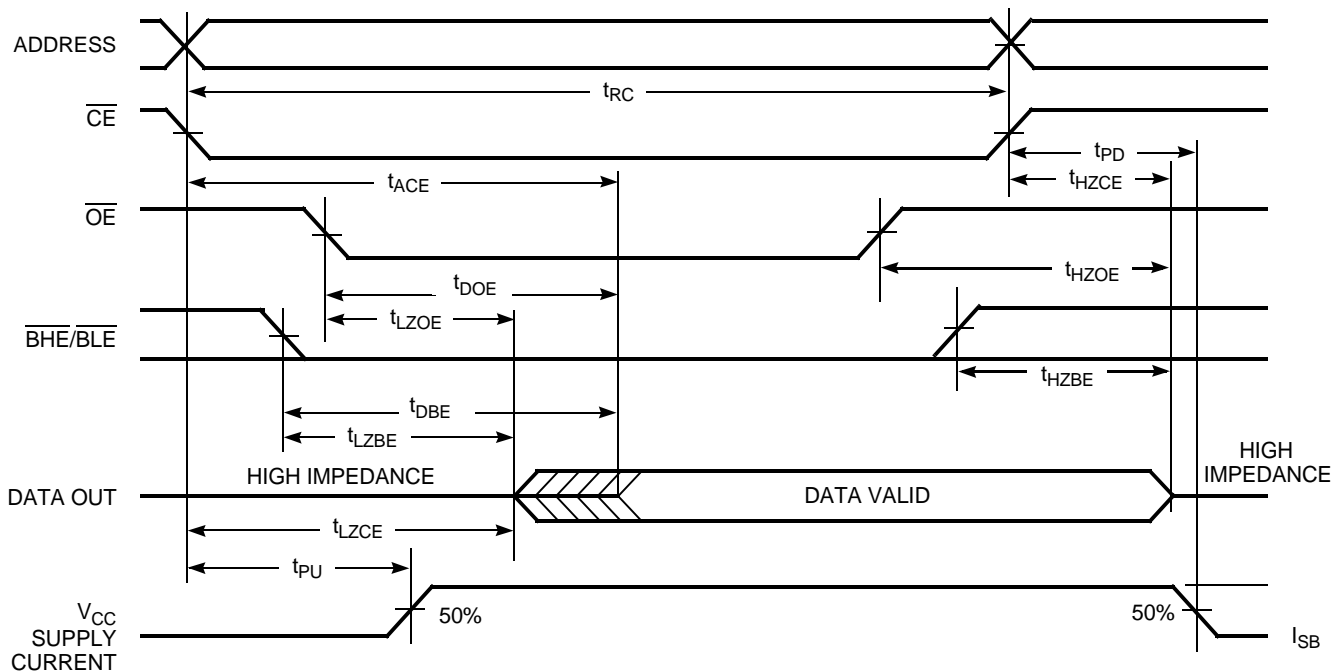 ADDRESS
tRC
CE
tPD
tACE
tHZCE
OE
tHZOE
tDOE
tLZOE
BHE/BLE
tHZBE
tDBE
tLZBE
HIGH IMPEDANCE
HIGH
IMPEDANCE
DATA OUT
DATA VALID
tLZCE
tPU
VCC
SUPPLY
CURRENT
50%
50%
ISB